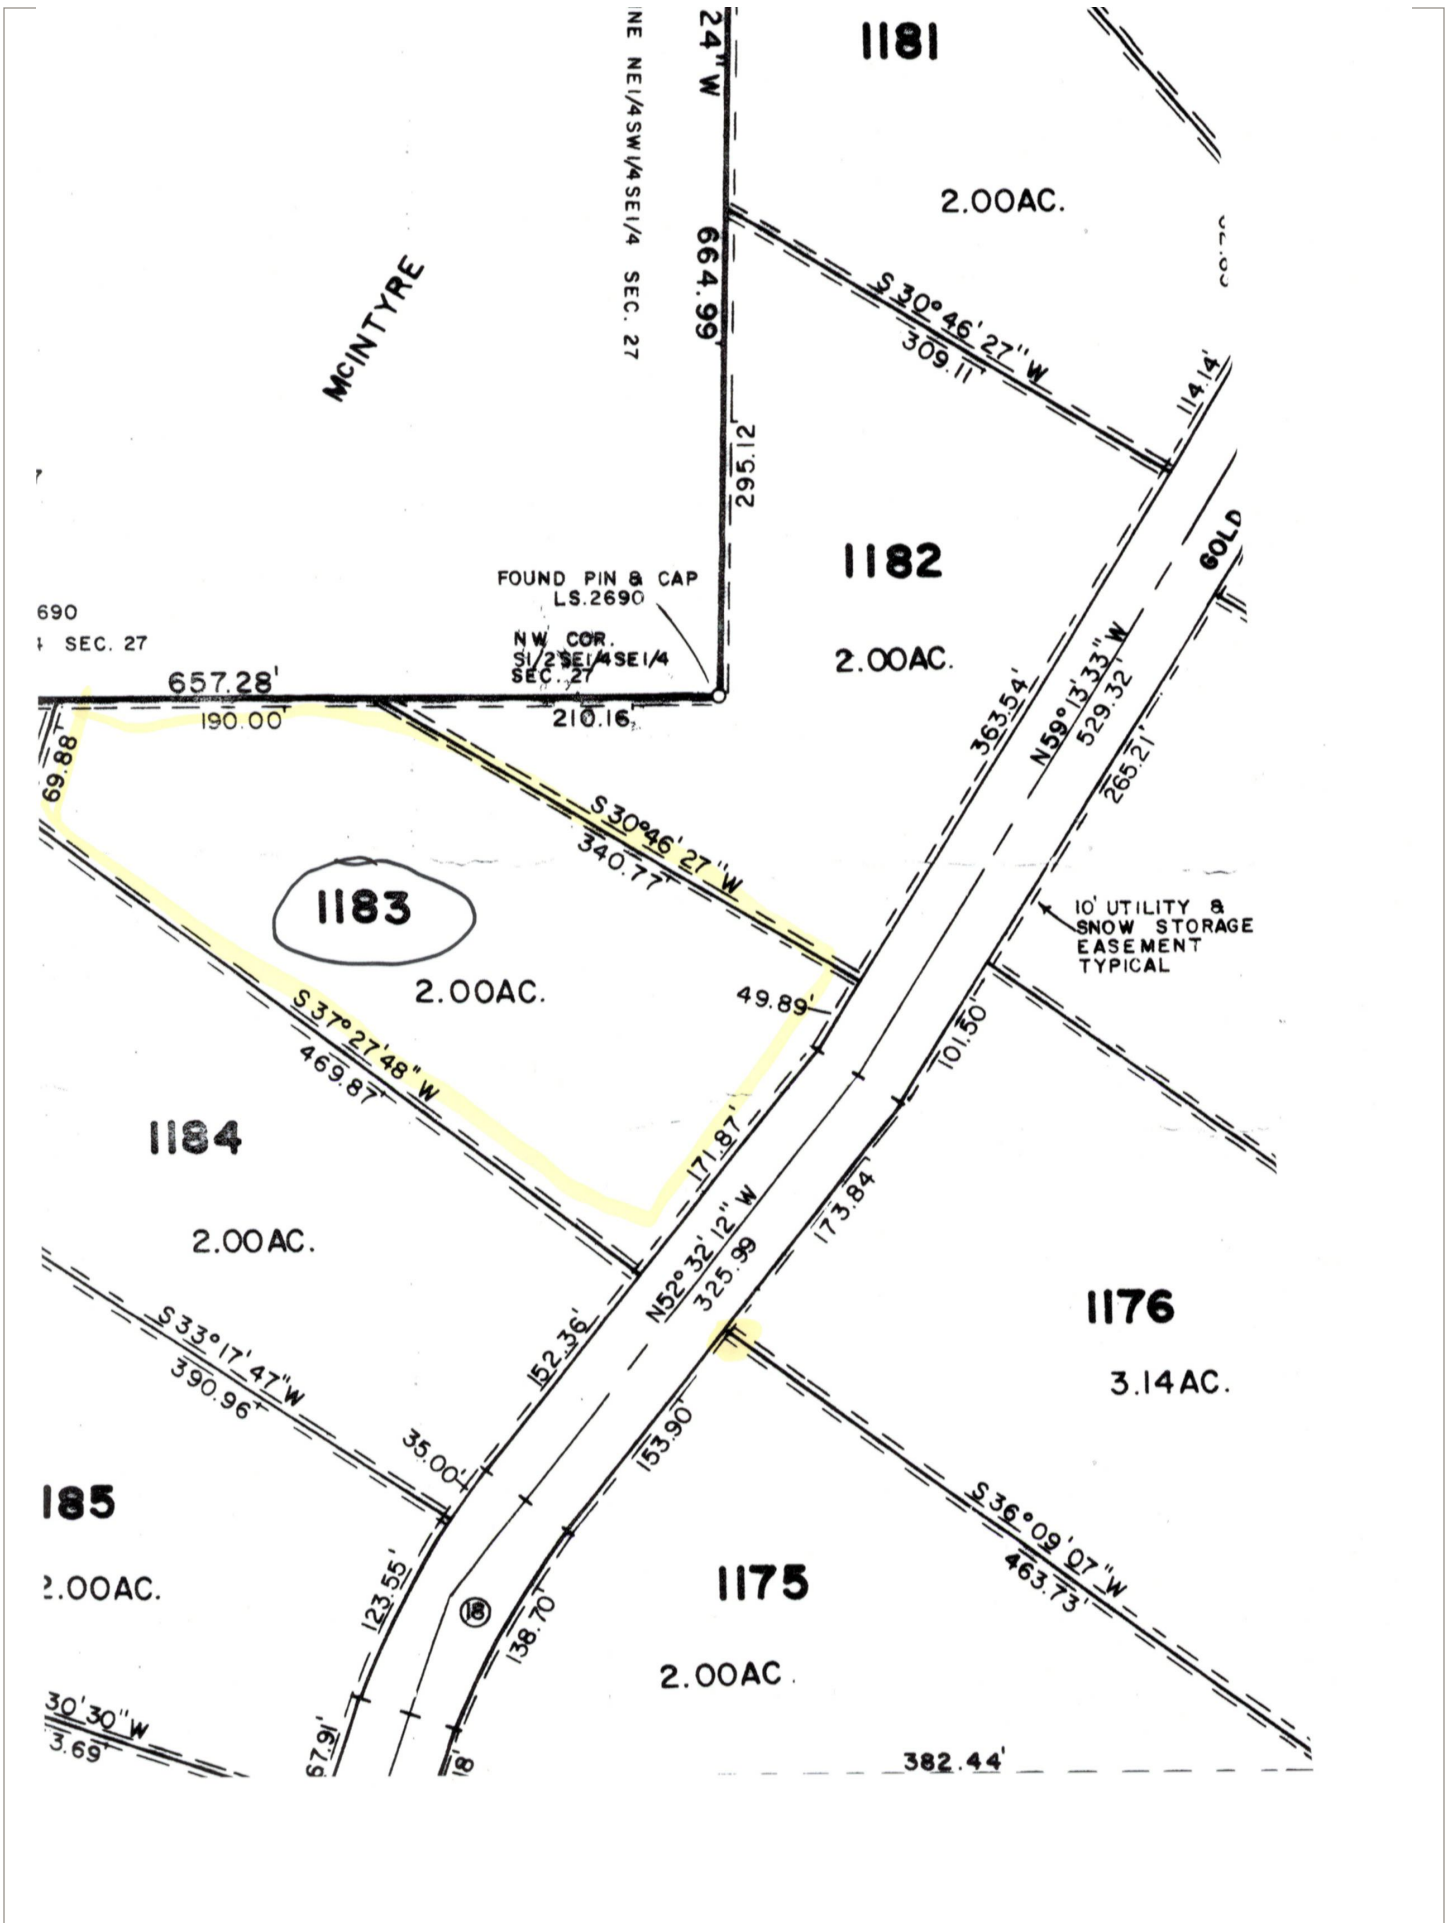 1181
2.00AC.
24" W
664.99'
NE NE1/4SW1/4SE1/4 SEC. 27
McINTYRE
S 30° 46' 27" W
309.11'
114.14'
295.12'
1182
2.00AC.
GOLD
FOUND PIN & CAP
LS.2690
NW COR.
S1/2SE1/4SE1/4
SEC. 27
690
SEC. 27
657.28'
190.00'
210.16'
69.88'
363.54'
N59° 13' 33" W
529.32'
265.21'
S 30° 46' 27" W
340.77'
1183
2.00AC.
49.89'
10' UTILITY &
SNOW STORAGE
EASEMENT
TYPICAL
101.50'
S 37° 27' 48" W
469.87'
1184
2.00AC.
171.87'
173.84'
N52° 32' 12" W
325.99
1176
3.14AC.
S 33° 17' 47" W
390.96'
152.36'
153.90'
35.00'
185
2.00AC.
S 36° 09' 07" W
463.73'
1175
2.00AC.
123.55'
18
138.70'
30' 30" W
3.69'
67.91'
18'
382.44'